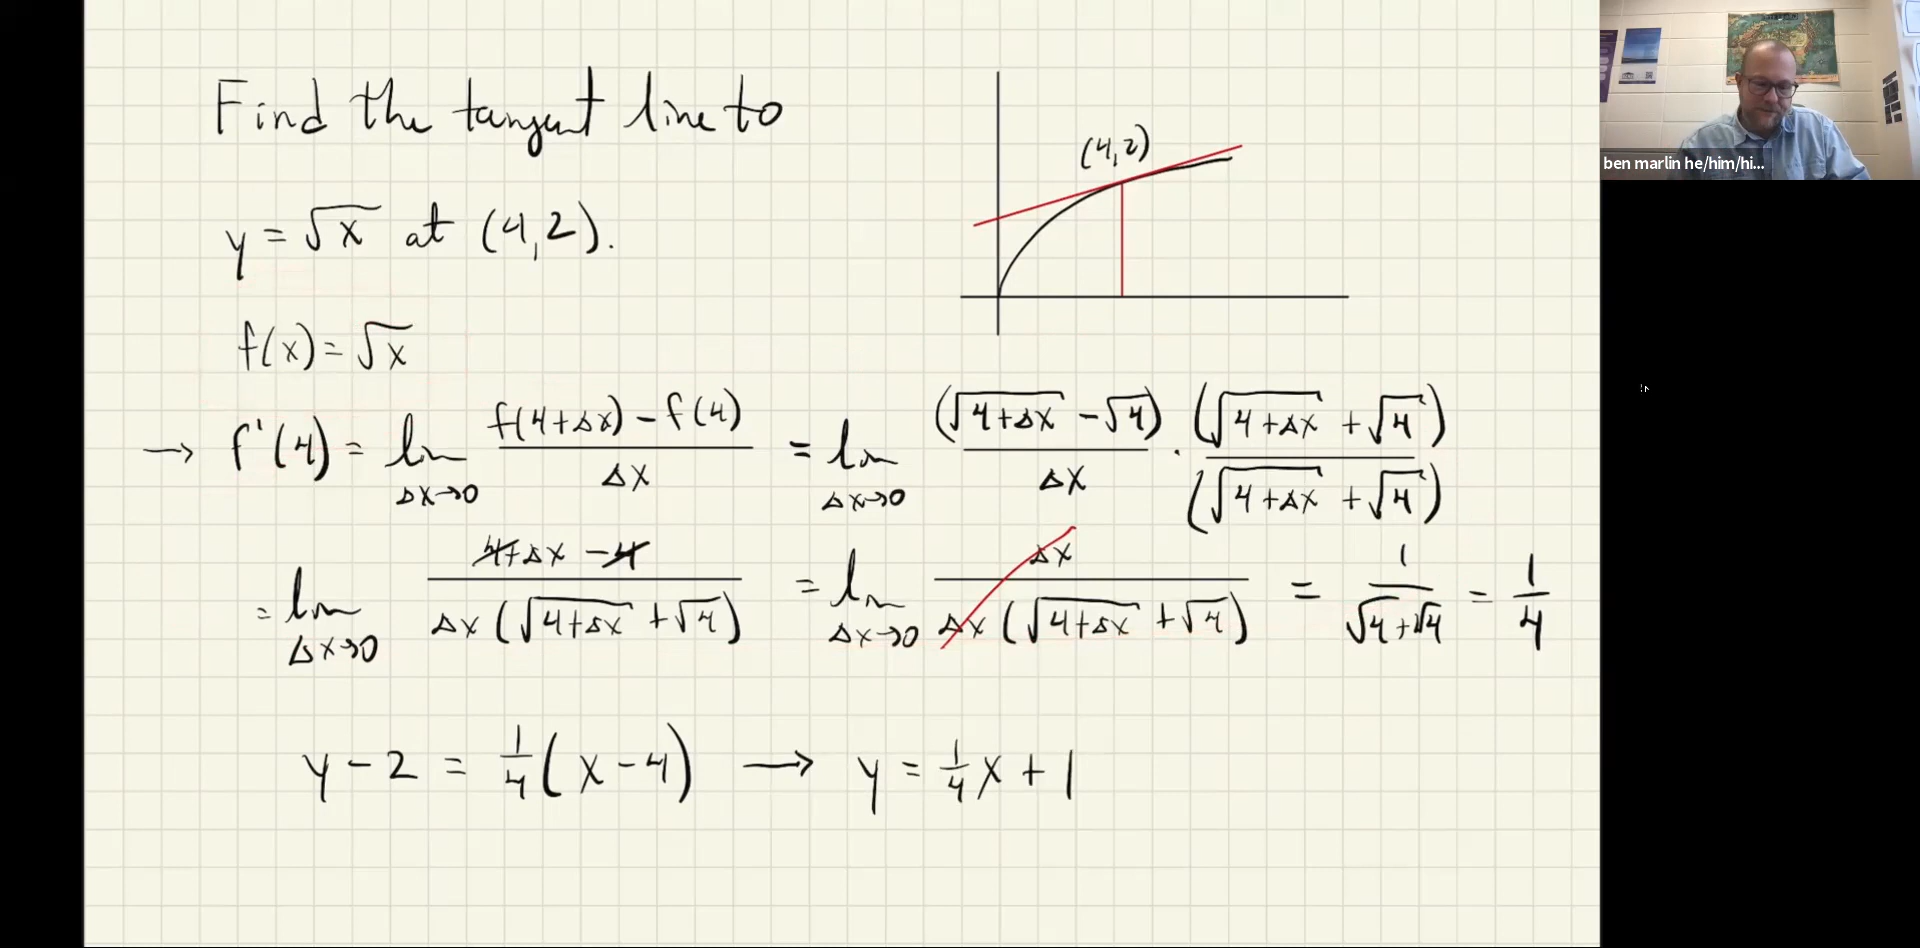 Find the tangent line to
y = √x at (4,2).
(4,2)
f(x) = √x
→ f'(4) = lim Δx→0 (f(4+Δx) − f(4))/Δx = lim Δx→0 (√(4+Δx) − √4)/Δx · (√(4+Δx) + √4)/(√(4+Δx) + √4)
= lim Δx→0 (4+Δx − 4)/(Δx(√(4+Δx) + √4)) = lim Δx→0 Δx/(Δx(√(4+Δx) + √4)) = 1/(√4+√4) = 1/4
y − 2 = 1/4(x − 4) → y = 1/4x + 1
ben marlin he/him/hi...